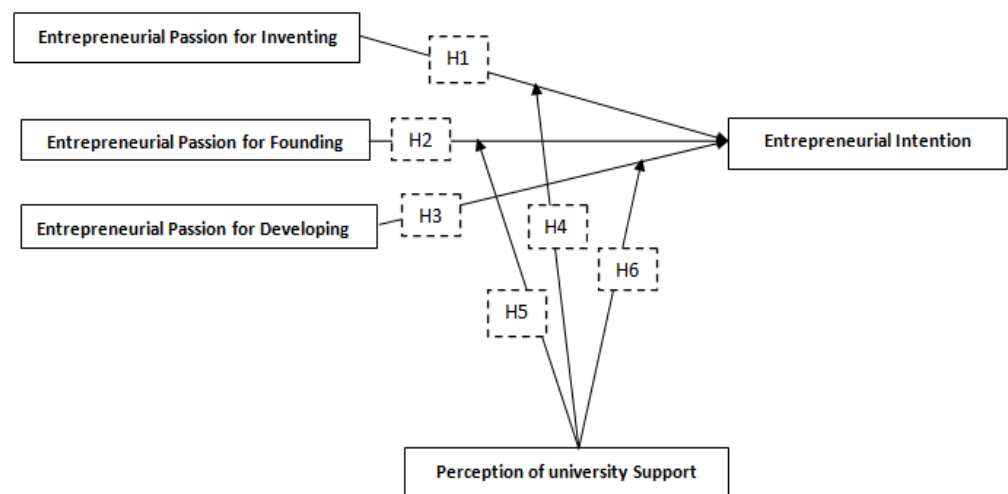 Entrepreneurial Passion for Inventing
H1
Entrepreneurial Passion for Founding
H2
Entrepreneurial Intention
Entrepreneurial Passion for Developing
H3
H4
H6
H5
Perception of university Support